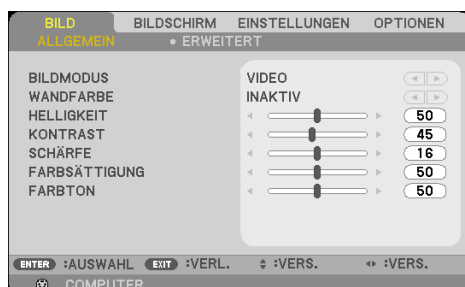 BILD BILDSCHIRM EINSTELLUNGEN OPTIONEN
ALLGEMEIN • ERWEITERT
BILDMODUS VIDEO
WANDFARBE INAKTIV
HELLIGKEIT 50
KONTRAST 45
SCHÄRFE 16
FARBSÄTTIGUNG 50
FARBTON 50
ENTER :AUSWAHL EXIT :VERL. :VERS. :VERS.
COMPUTER